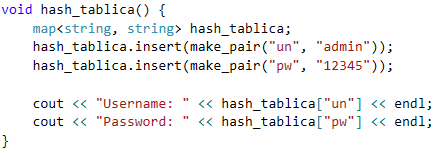 void hash_tablica() {
    map<string, string> hash_tablica;
    hash_tablica.insert(make_pair("un", "admin"));
    hash_tablica.insert(make_pair("pw", "12345"));

    cout << "Username: " << hash_tablica["un"] << endl;
    cout << "Password: " << hash_tablica["pw"] << endl;
}